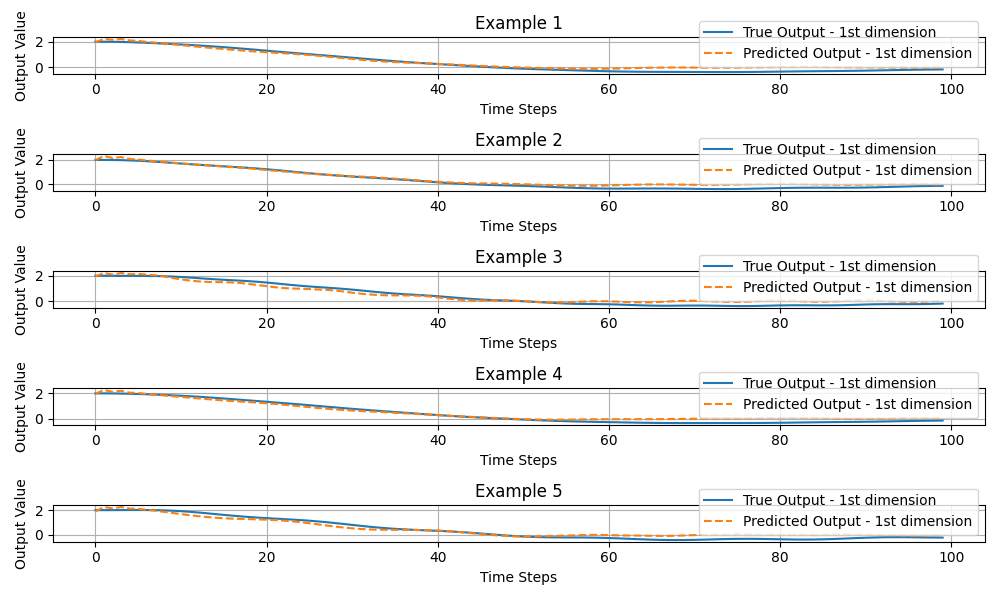 Example 1
Output Value
2
0
True Output - 1st dimension
Predicted Output - 1st dimension
0 20 40 60 80 100
Time Steps
Example 2
Output Value
2
0
True Output - 1st dimension
Predicted Output - 1st dimension
0 20 40 60 80 100
Time Steps
Example 3
Output Value
2
0
True Output - 1st dimension
Predicted Output - 1st dimension
0 20 40 60 80 100
Time Steps
Example 4
Output Value
2
0
True Output - 1st dimension
Predicted Output - 1st dimension
0 20 40 60 80 100
Time Steps
Example 5
Output Value
2
0
True Output - 1st dimension
Predicted Output - 1st dimension
0 20 40 60 80 100
Time Steps